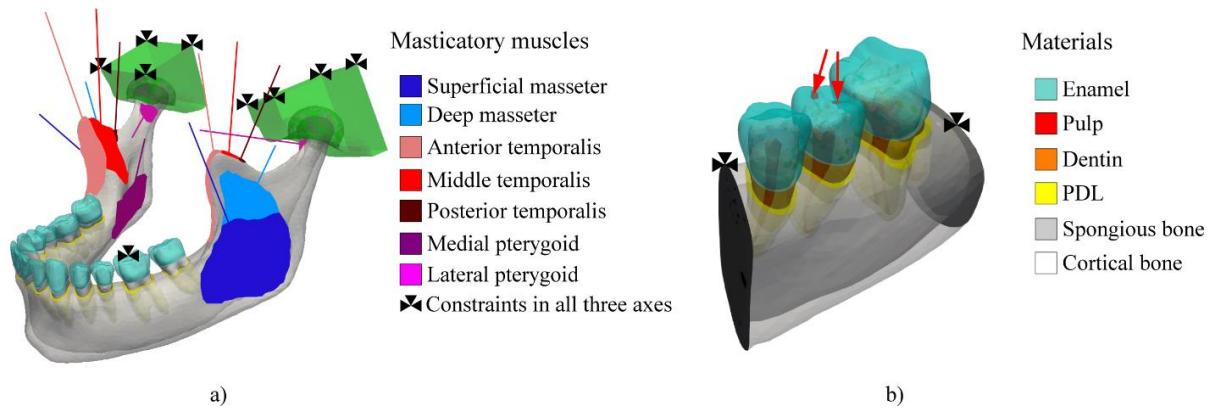 Masticatory muscles
Superficial masseter
Deep masseter
Anterior temporalis
Middle temporalis
Posterior temporalis
Medial pterygoid
Lateral pterygoid
Constraints in all three axes
a)
Materials
Enamel
Pulp
Dentin
PDL
Spongious bone
Cortical bone
b)